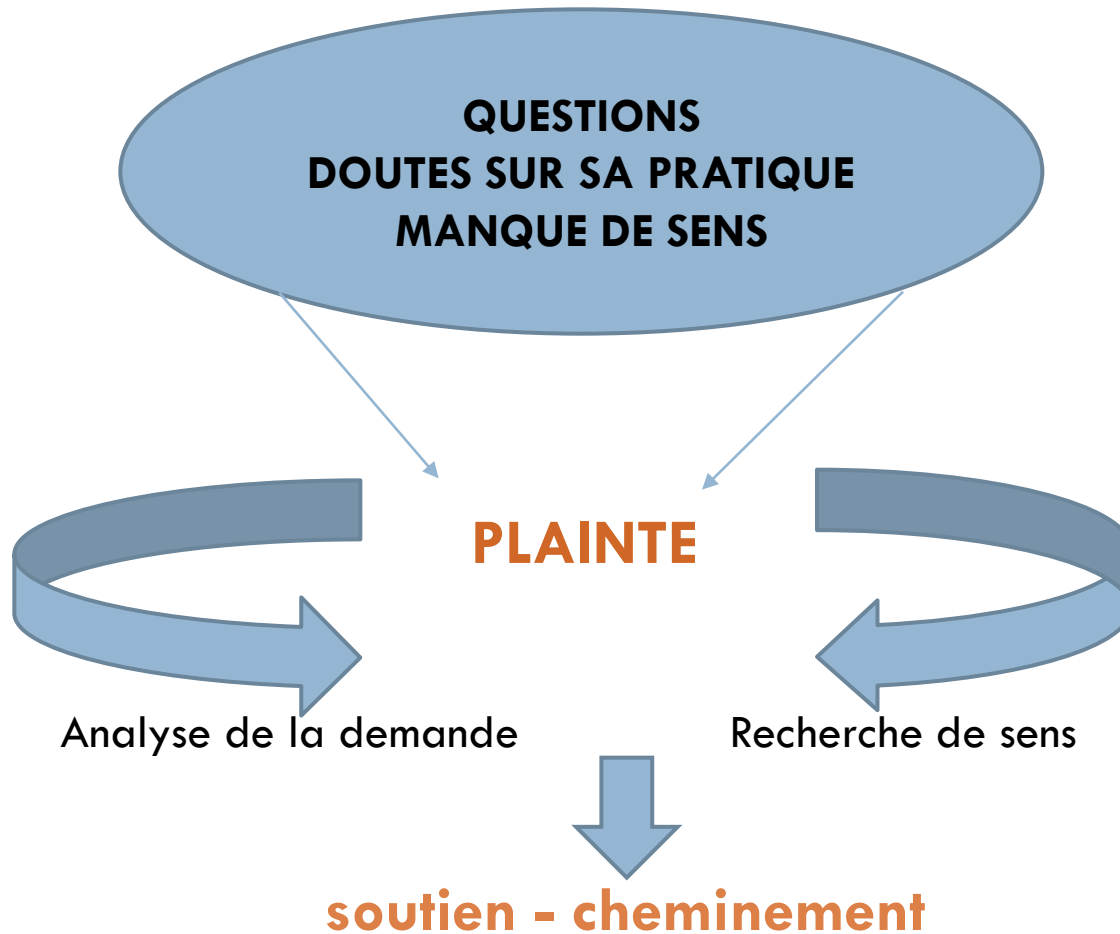 QUESTIONS
DOUTES SUR SA PRATIQUE
MANQUE DE SENS
PLAINTE
Analyse de la demande
Recherche de sens
soutien - cheminement